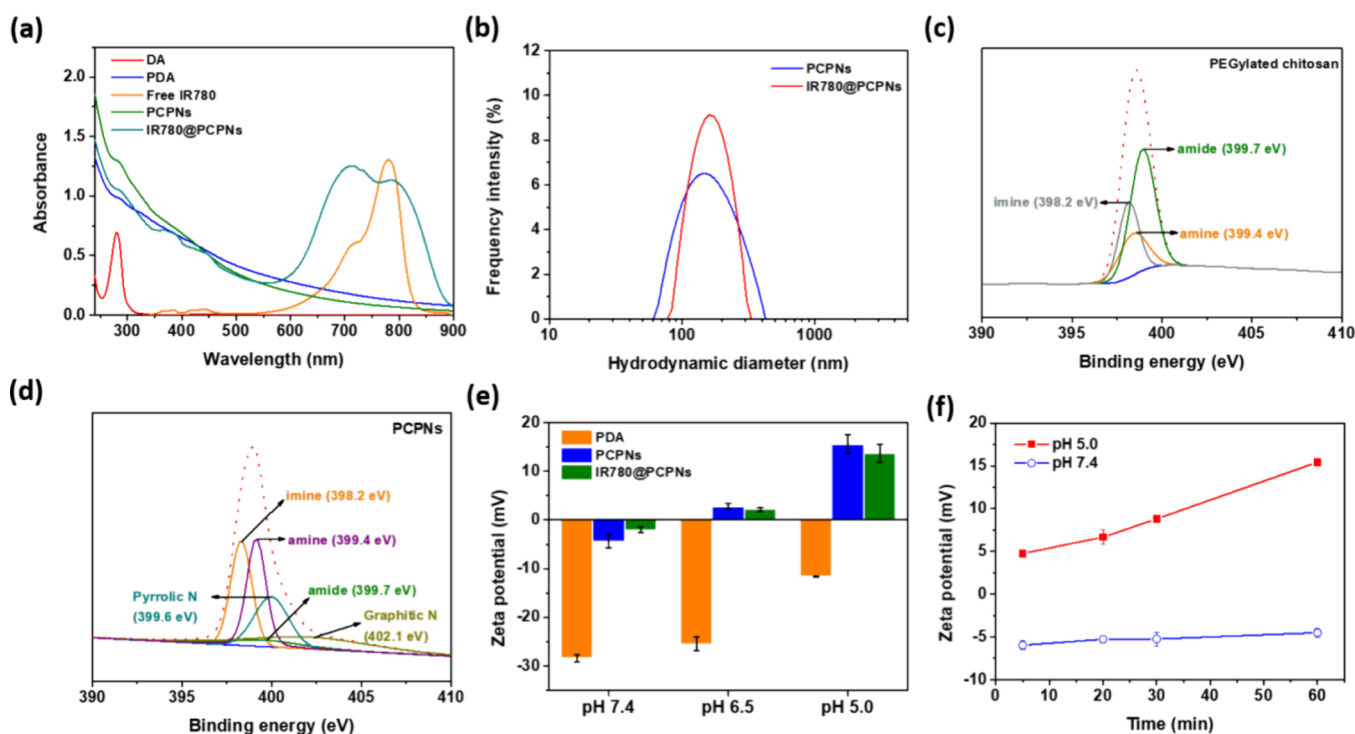 (a)
DA
PDA
Free IR780
PCPNs
IR780@PCPNs
2.0
1.5
1.0
0.5
0.0
Absorbance
300 400 500 600 700 800 900
Wavelength (nm)
(b)
PCPNs
IR780@PCPNs
12
10
8
6
4
2
0
Frequency intensity (%)
10 100 1000
Hydrodynamic diameter (nm)
(c)
PEGylated chitosan
amide (399.7 eV)
imine (398.2 eV)
amine (399.4 eV)
390 395 400 405 410
Binding energy (eV)
(d)
PCPNs
imine (398.2 eV)
amine (399.4 eV)
Pyrrolic N
(399.6 eV)
amide (399.7 eV)
Graphitic N
(402.1 eV)
390 395 400 405 410
Binding energy (eV)
(e)
PDA
PCPNs
IR780@PCPNs
20
10
0
-10
-20
-30
Zeta potential (mV)
pH 7.4 pH 6.5 pH 5.0
(f)
pH 5.0
pH 7.4
20
15
10
5
0
-5
-10
Zeta potential (mV)
0 10 20 30 40 50 60
Time (min)